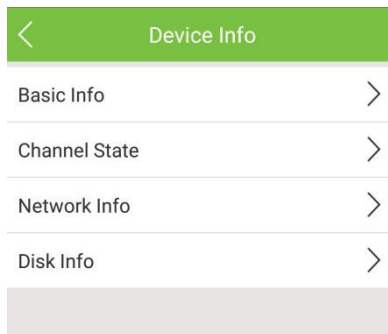 Device Info
Basic Info
Channel State
Network Info
Disk Info